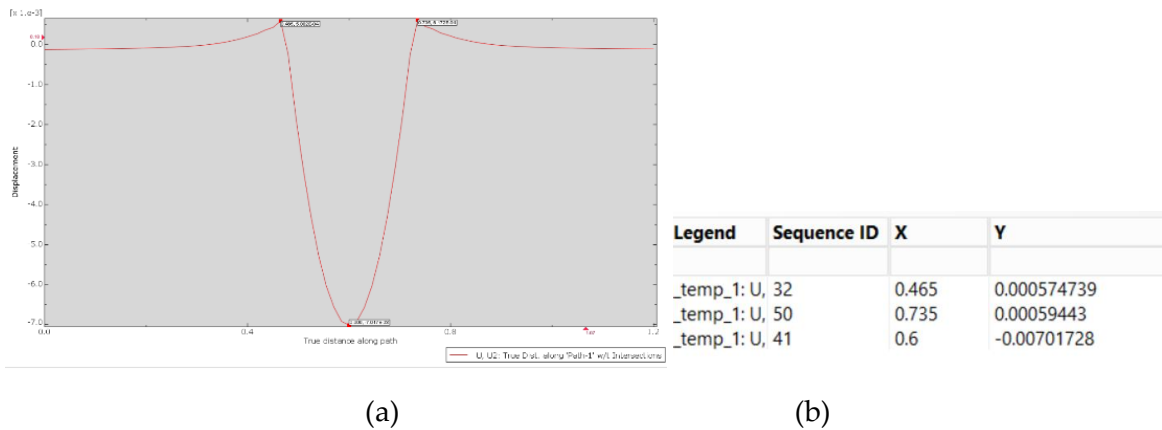 [x 1.e-3]
0.0
-1.0
-2.0
-3.0
-4.0
-5.0
-6.0
-7.0
Displacement
0.0 0.4 0.8 1.2
True distance along path
U, U2: True Dist. along 'Path-1' w/t Intersections
Legend Sequence ID X Y
_temp_1: U, 32 0.465 0.000574739
_temp_1: U, 50 0.735 0.00059443
_temp_1: U, 41 0.6 -0.00701728
(a) (b)